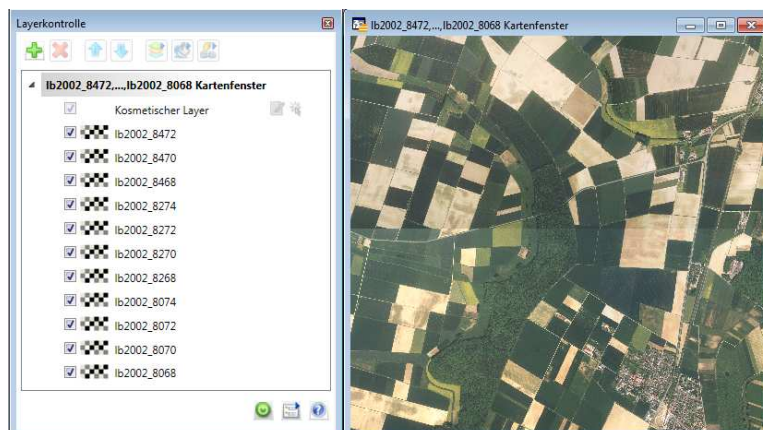 Layerkontrolle
lb2002_8472,...,lb2002_8068 Kartenfenster
Kosmetischer Layer
lb2002_8472
lb2002_8470
lb2002_8468
lb2002_8274
lb2002_8272
lb2002_8270
lb2002_8268
lb2002_8074
lb2002_8072
lb2002_8070
lb2002_8068
lb2002_8472,...,lb2002_8068 Kartenfenster